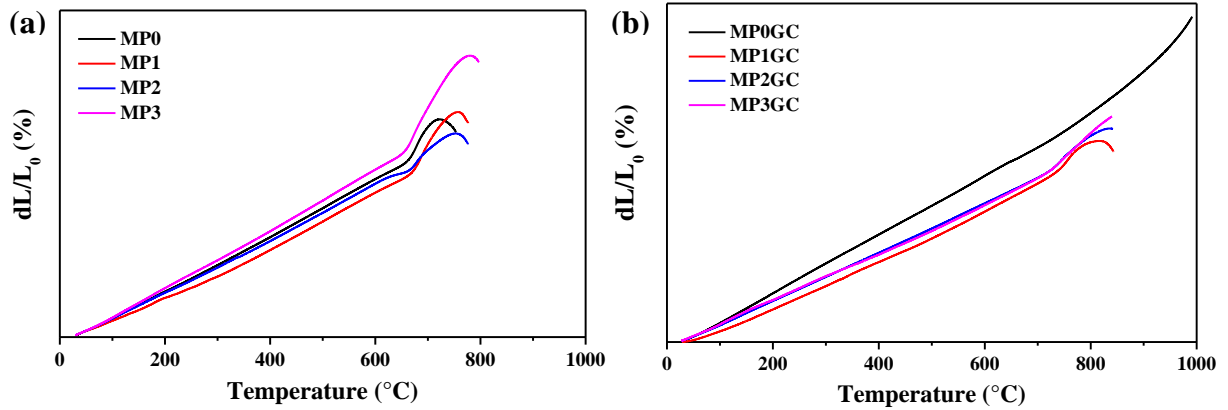 (a)
MP0
MP1
MP2
MP3
dL/L₀ (%)
0 200 400 600 800 1000
Temperature (°C)
(b)
MP0GC
MP1GC
MP2GC
MP3GC
dL/L₀ (%)
0 200 400 600 800 1000
Temperature (°C)